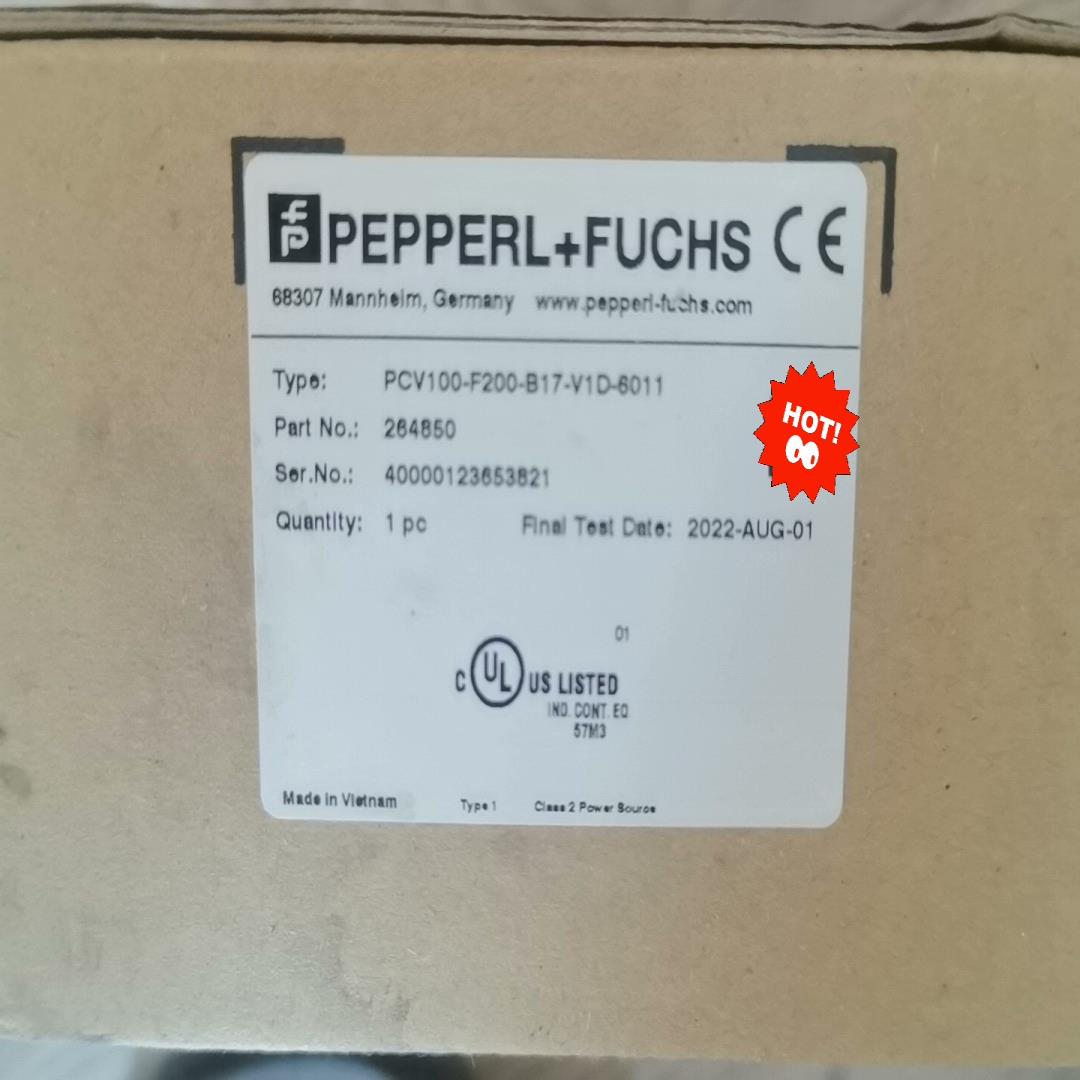 PEPPERL+FUCHS CE
68307 Mannheim, Germany www.pepperl-fuchs.com
Type: PCV100-F200-B17-V1D-6011
Part No.: 264850
Ser.No.: 40000123653821
HOT!
Quantity: 1 pc Final Test Date: 2022-AUG-01
01
C UL US LISTED
IND. CONT. EQ
57M3
Made in Vietnam Type 1 Class 2 Power Source